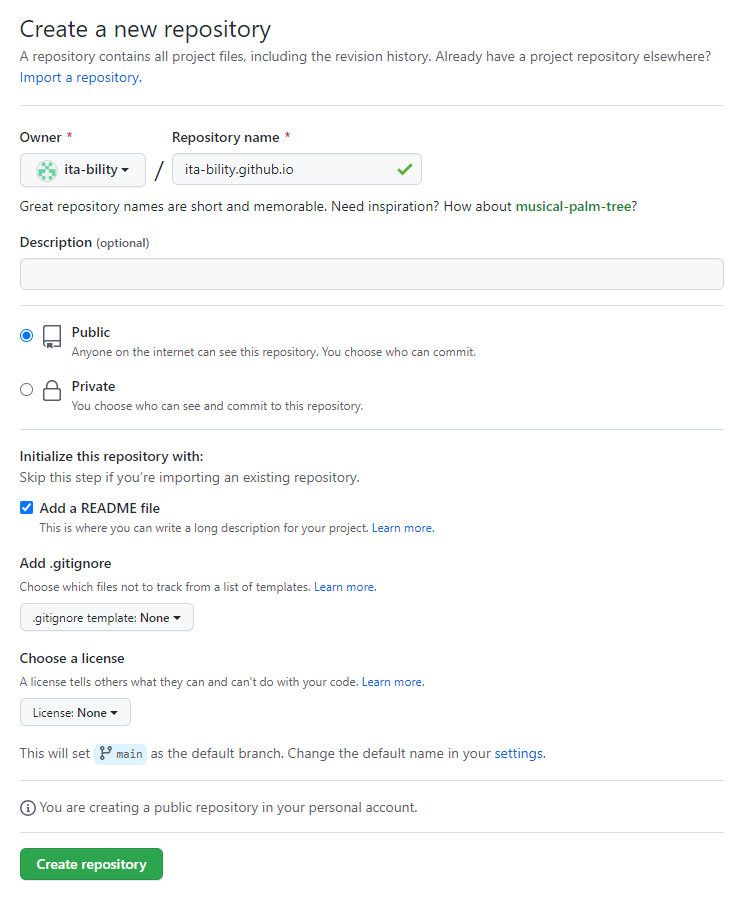 Create a new repository
A repository contains all project files, including the revision history. Already have a project repository elsewhere?
Import a repository.
Owner * Repository name *
ita-bility / ita-bility.github.io
Great repository names are short and memorable. Need inspiration? How about musical-palm-tree?
Description (optional)
Public
Anyone on the internet can see this repository. You choose who can commit.
Private
You choose who can see and commit to this repository.
Initialize this repository with:
Skip this step if you're importing an existing repository.
Add a README file
This is where you can write a long description for your project. Learn more.
Add .gitignore
Choose which files not to track from a list of templates. Learn more.
.gitignore template: None
Choose a license
A license tells others what they can and can't do with your code. Learn more.
License: None
This will set main as the default branch. Change the default name in your settings.
You are creating a public repository in your personal account.
Create repository